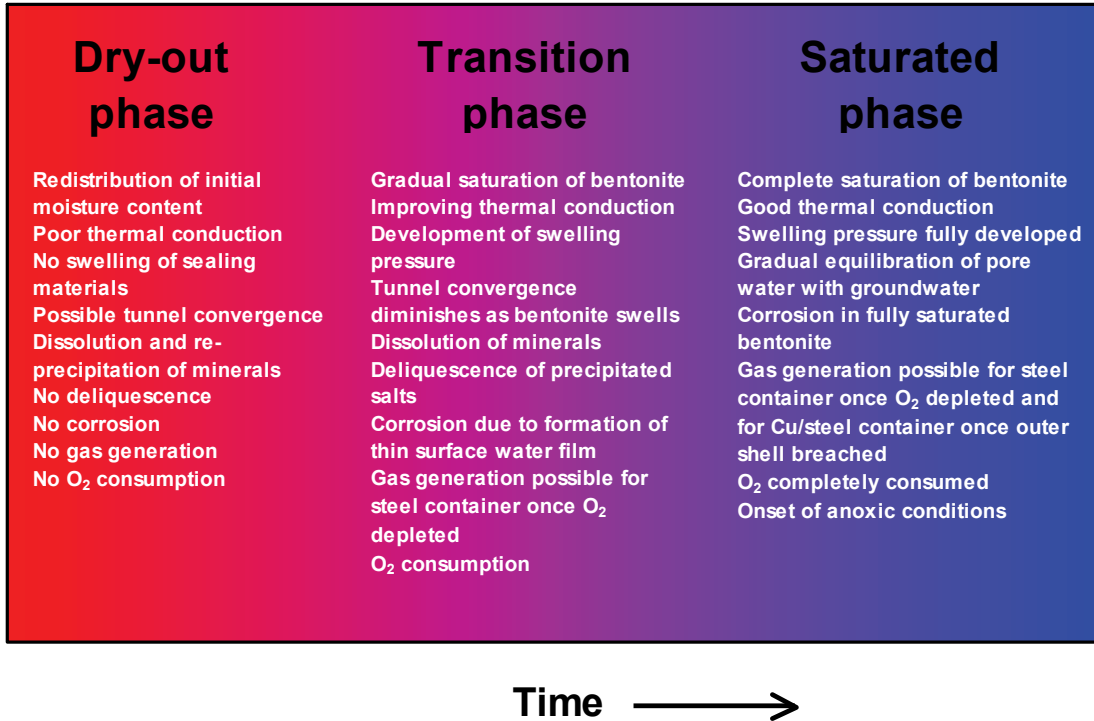 Dry-out
phase
Redistribution of initial
moisture content
Poor thermal conduction
No swelling of sealing
materials
Possible tunnel convergence
Dissolution and re-
precipitation of minerals
No deliquescence
No corrosion
No gas generation
No O₂ consumption
Transition
phase
Gradual saturation of bentonite
Improving thermal conduction
Development of swelling
pressure
Tunnel convergence
diminishes as bentonite swells
Dissolution of minerals
Deliquescence of precipitated
salts
Corrosion due to formation of
thin surface water film
Gas generation possible for
steel container once O₂
depleted
O₂ consumption
Saturated
phase
Complete saturation of bentonite
Good thermal conduction
Swelling pressure fully developed
Gradual equilibration of pore
water with groundwater
Corrosion in fully saturated
bentonite
Gas generation possible for steel
container once O₂ depleted and
for Cu/steel container once outer
shell breached
O₂ completely consumed
Onset of anoxic conditions
Time